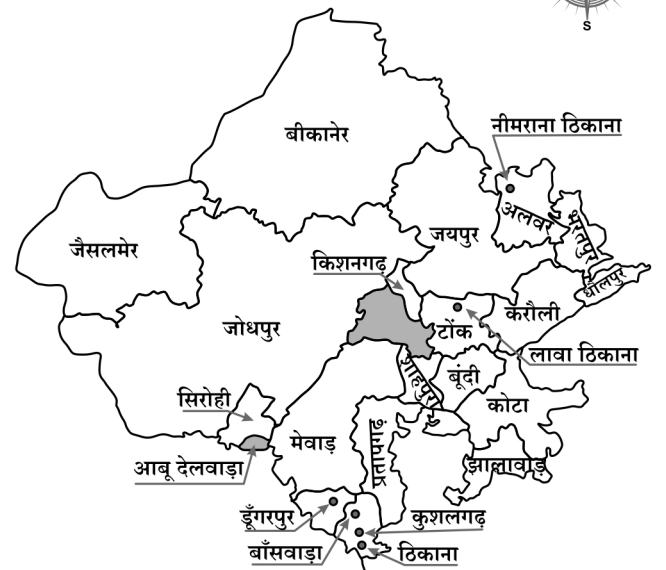 S
बीकानेर
नीमराना ठिकाना
अलवर
भरतपुर
जयपुर
जैसलमेर
किशनगढ़
धौलपुर
करौली
जोधपुर
टोंक
लावा ठिकाना
शाहपुरा
बूंदी
सिरोही
कोटा
मेवाड़
प्रतापगढ़
झालावाड़
आबू देलवाड़ा
डूँगरपुर
कुशलगढ़
बाँसवाड़ा
ठिकाना